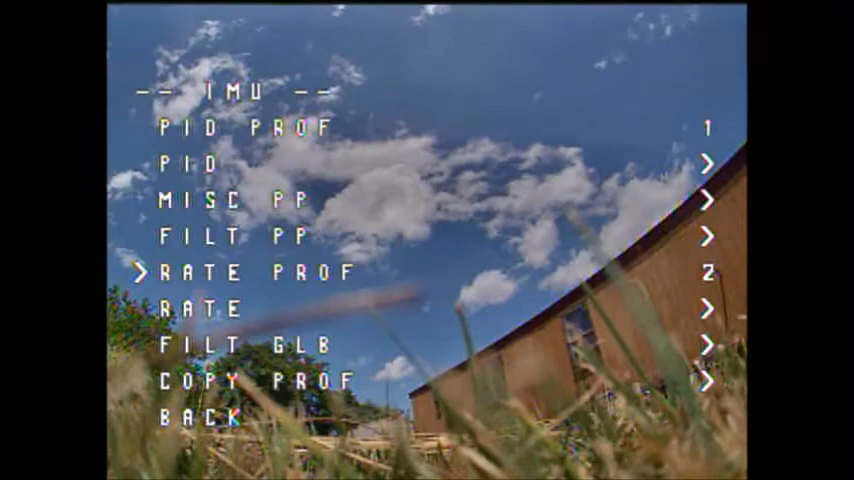 -- IMU --
PID PROF 1
PID >
MISC PP >
FILT PP >
> RATE PROF 2
RATE >
FILT GLB >
COPY PROF >
BACK